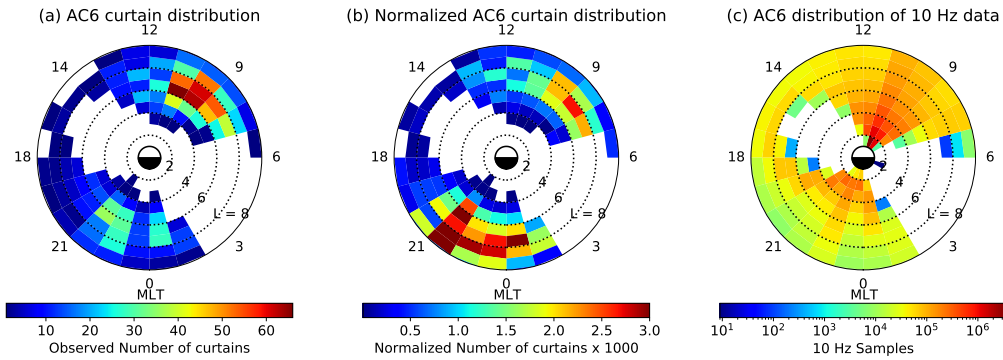 (a) AC6 curtain distribution
12
14
9
18
6
2
4
6
L = 8
21
3
0
MLT
10 20 30 40 50 60
Observed Number of curtains
(b) Normalized AC6 curtain distribution
12
14
9
18
6
2
4
6
L = 8
21
3
0
MLT
0.5 1.0 1.5 2.0 2.5 3.0
Normalized Number of curtains x 1000
(c) AC6 distribution of 10 Hz data
12
14
9
18
6
2
4
6
L = 8
21
3
0
MLT
10¹ 10² 10³ 10⁴ 10⁵ 10⁶
10 Hz Samples